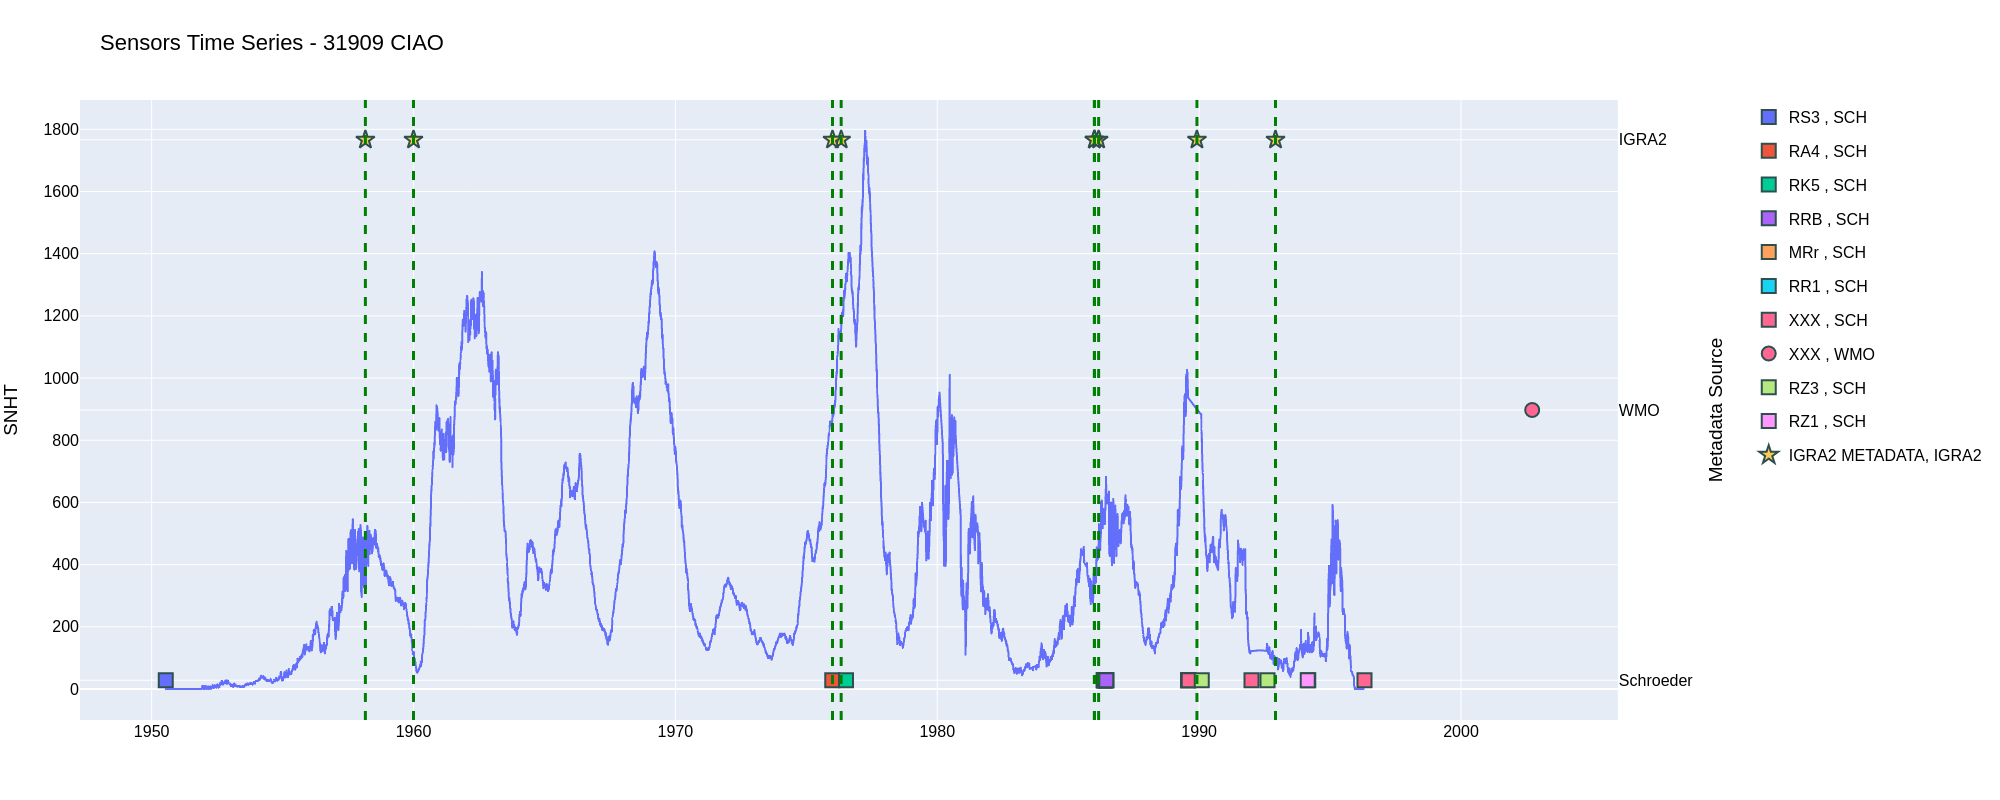 Sensors Time Series - 31909 CIAO
SNHT
1800
1600
1400
1200
1000
800
600
400
200
0
1950
1960
1970
1980
1990
2000
IGRA2
WMO
Schroeder
Metadata Source
RS3 , SCH
RA4 , SCH
RK5 , SCH
RRB , SCH
MRr , SCH
RR1 , SCH
XXX , SCH
XXX , WMO
RZ3 , SCH
RZ1 , SCH
IGRA2 METADATA, IGRA2